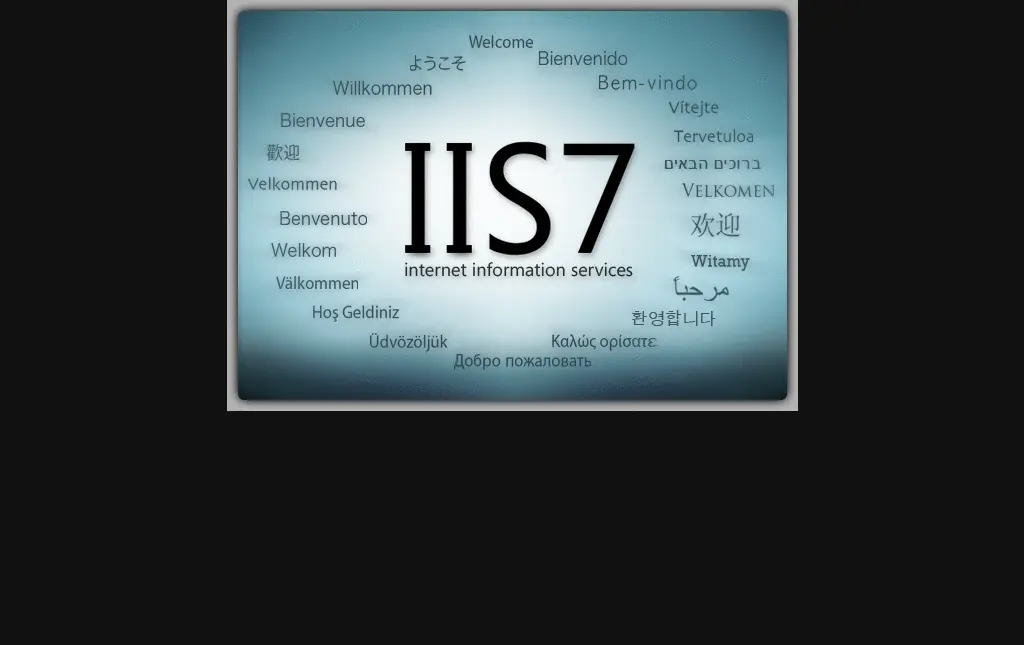 Welcome
ようこそ
Bienvenido
Willkommen
Bem-vindo
Bienvenue
Vítejte
歡迎
Tervetuloa
ברוכים הבאים
Velkommen
VELKOMEN
Benvenuto
欢迎
IIS7
Welkom
Witamy
internet information services
Välkommen
مرحباً
Hoş Geldiniz
환영합니다
Üdvözöljük
Καλώς ορίσατε
Добро пожаловать